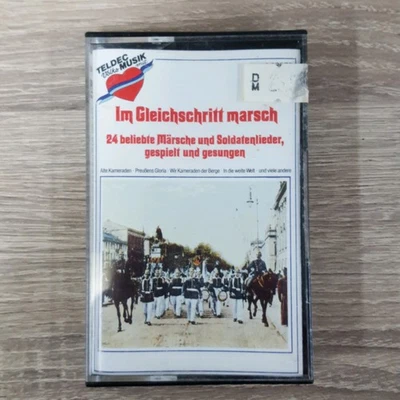 TELDEC
Volks MUSIK
D
M
Im Gleichschritt marsch
24 beliebte Märsche und Soldatenlieder,
gespielt und gesungen
Alte Kameraden · Preußens Gloria · Wir Kameraden der Berge · In die weite Welt · und viele andere